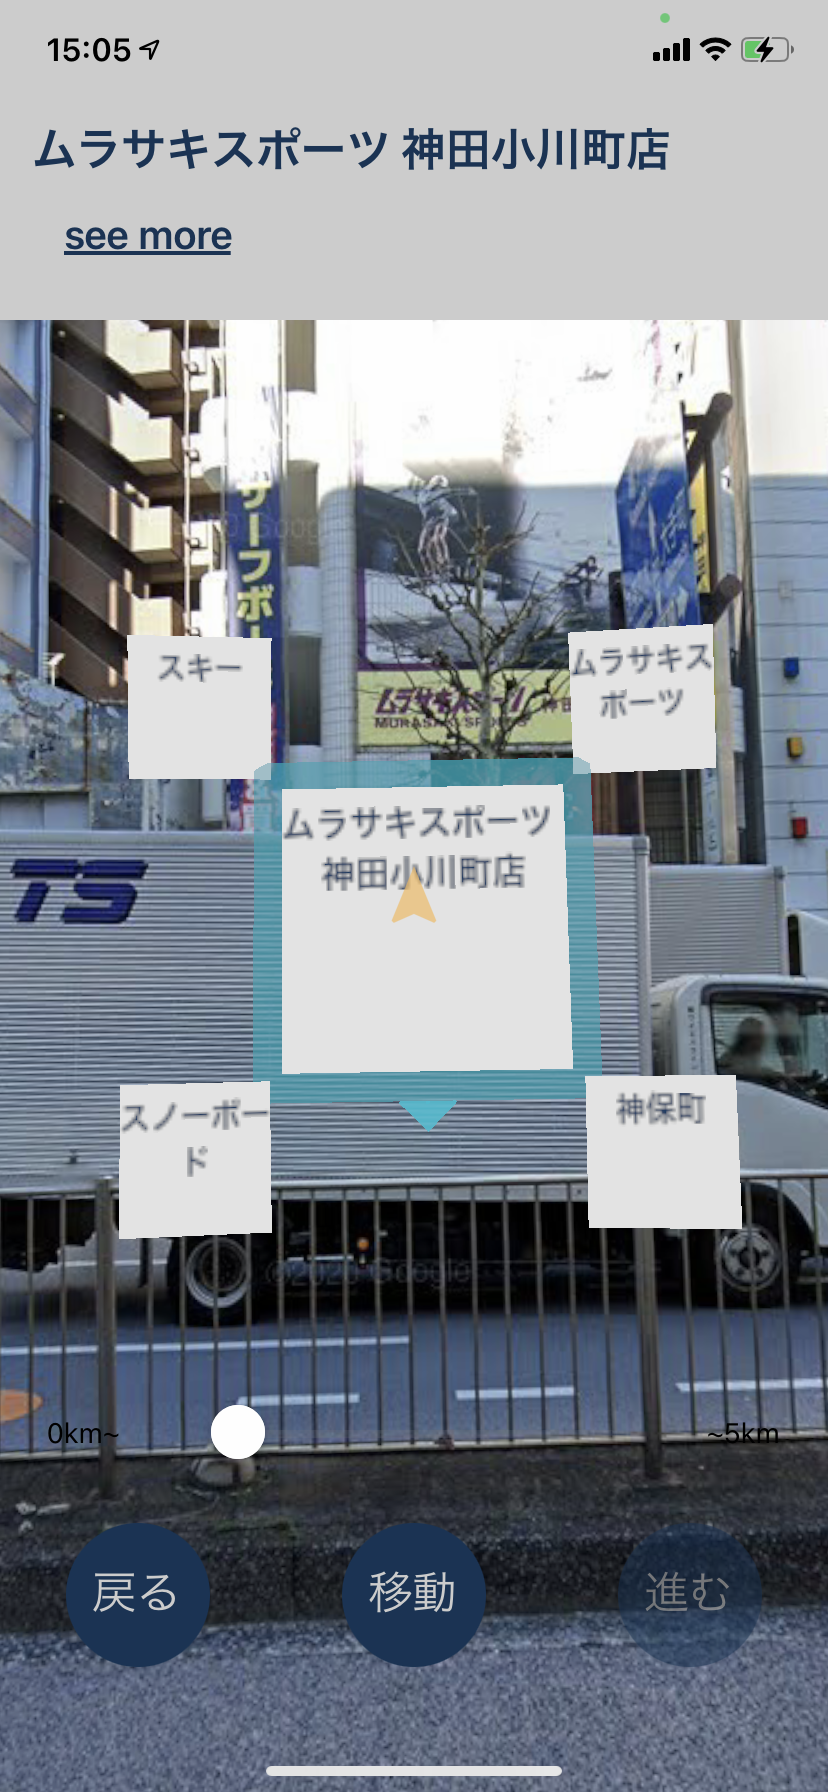 15:05
ムラサキスポーツ 神田小川町店
see more
サーフボー
スキー
ムラサキス
ポーツ
ムラサキスポーツ
MURASAKI SPORTS
神田
ムラサキスポーツ
神田小川町店
TS
スノーボー
ド
神保町
©2020 Google
0km~
~5km
戻る
移動
進む